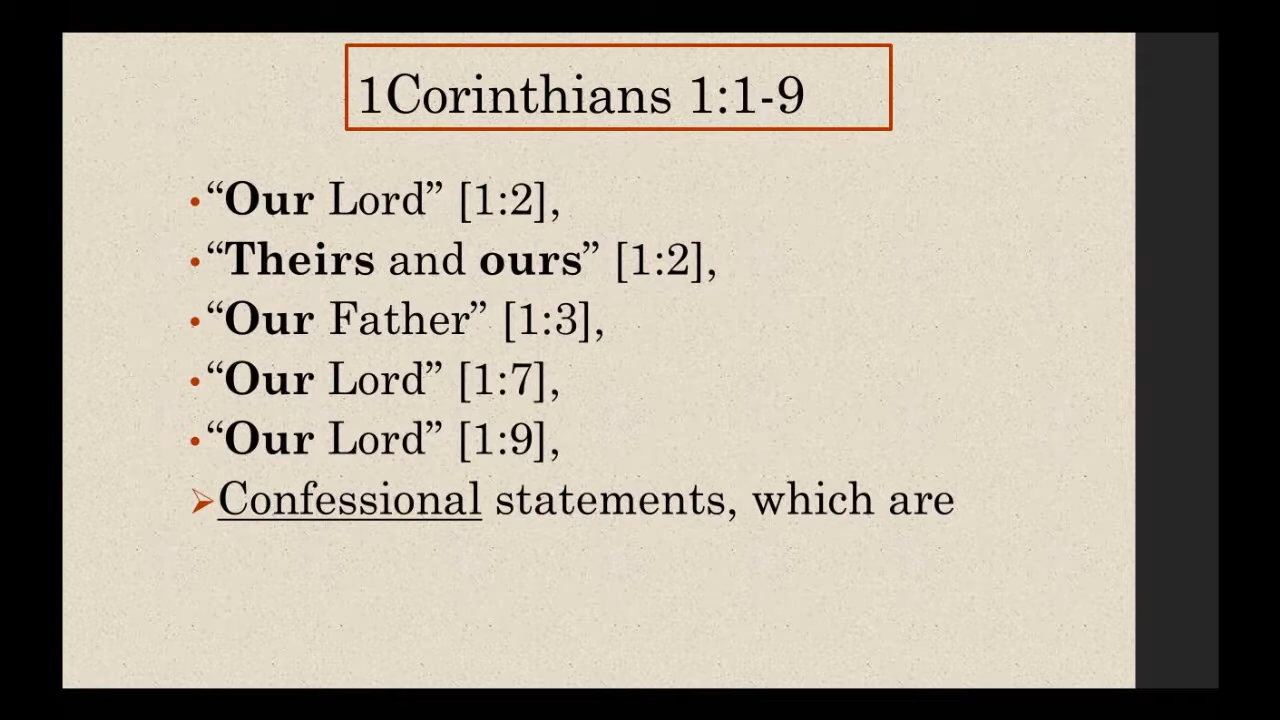 1Corinthians 1:1-9
•“Our Lord” [1:2],
•“Theirs and ours” [1:2],
•“Our Father” [1:3],
•“Our Lord” [1:7],
•“Our Lord” [1:9],
➢Confessional statements, which are